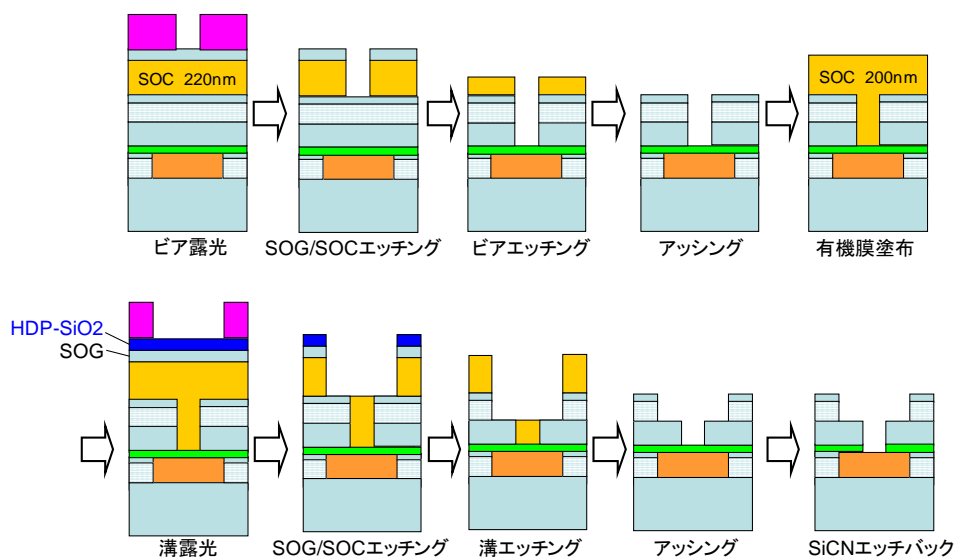 SOC 220nm
SOC 200nm
ビア露光
SOG/SOCエッチング
ビアエッチング
アッシング
有機膜塗布
HDP-SiO2
SOG
溝露光
SOG/SOCエッチング
溝エッチング
アッシング
SiCNエッチバック